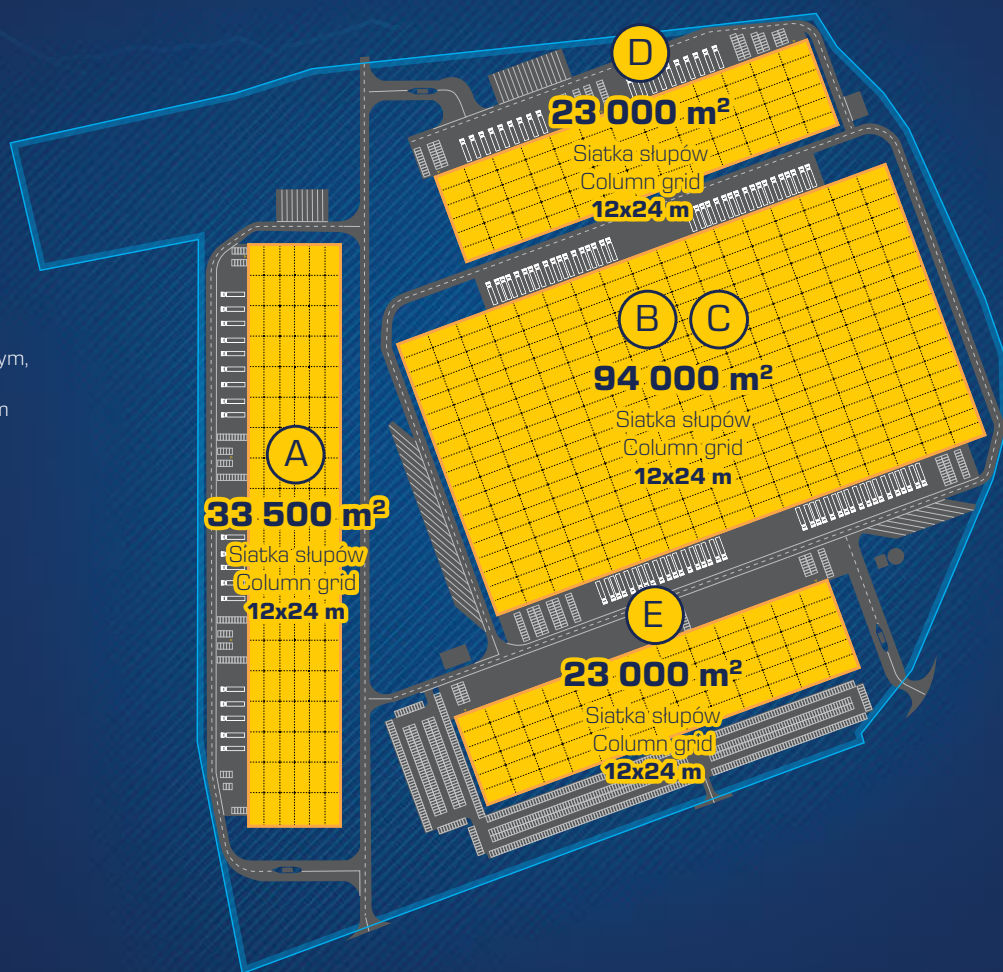 D
23 000 m²
Siatka słupów
Column grid
12x24 m
B C
94 000 m²
Siatka słupów
Column grid
12x24 m
ym,
m
A
33 500 m²
Siatka słupów
Column grid
12x24 m
E
23 000 m²
Siatka słupów
Column grid
12x24 m